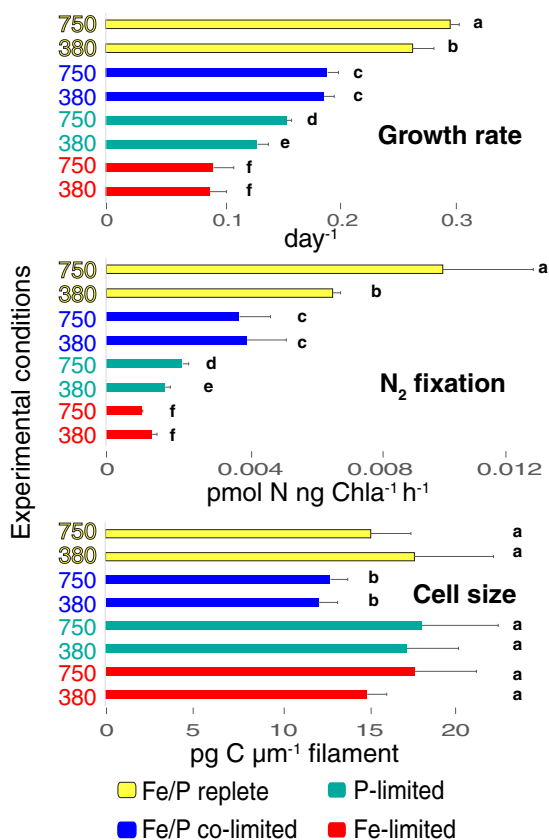 750 a
380 b
750 c
380 c
750 d
380 e
Growth rate
750 f
380 f
0 0.1 0.2 0.3
day⁻¹
Experimental conditions
750 a
380 b
750 c
380 c
750 d
380 e
N₂ fixation
750 f
380 f
0 0.004 0.008 0.012
pmol N ng Chla⁻¹ h⁻¹
750 a
380 a
750 b
380 b
Cell size
750 a
380 a
750 a
380 a
0 5 10 15 20
pg C µm⁻¹ filament
Fe/P replete P-limited
Fe/P co-limited Fe-limited